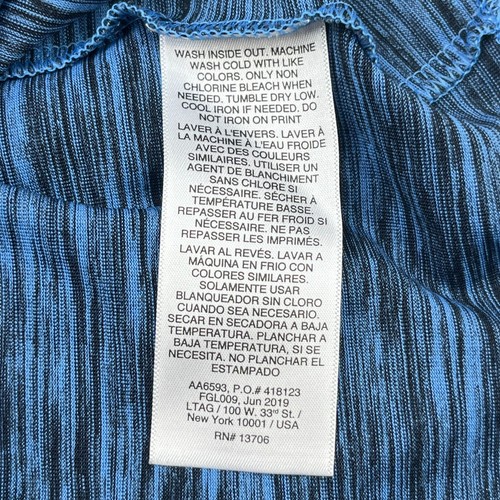 WASH INSIDE OUT. MACHINE
WASH COLD WITH LIKE
COLORS. ONLY NON
CHLORINE BLEACH WHEN
NEEDED. TUMBLE DRY LOW.
COOL IRON IF NEEDED. DO
NOT IRON ON PRINT
LAVER À L'ENVERS. LAVER À
LA MACHINE À L'EAU FROIDE
AVEC DES COULEURS
SIMILAIRES. UTILISER UN
AGENT DE BLANCHIMENT
SANS CHLORE SI
NÉCESSAIRE. SÉCHER À
TEMPÉRATURE BASSE.
REPASSER AU FER FROID SI
NÉCESSAIRE. NE PAS
REPASSER LES IMPRIMÉS.
LAVAR AL REVÉS. LAVAR A
MÁQUINA EN FRIO CON
COLORES SIMILARES.
SOLAMENTE USAR
BLANQUEADOR SIN CLORO
CUANDO SEA NECESARIO.
SECAR EN SECADORA A BAJA
TEMPERATURA. PLANCHAR A
BAJA TEMPERATURA, SI ES
NECESARIO. NO PLANCHAR EL
ESTAMPADO
AA6593, P.O.# 418123
FGL009, Jun 2019
LTAG / 100 W. 33rd St. /
New York 10001 / USA
RN# 13706